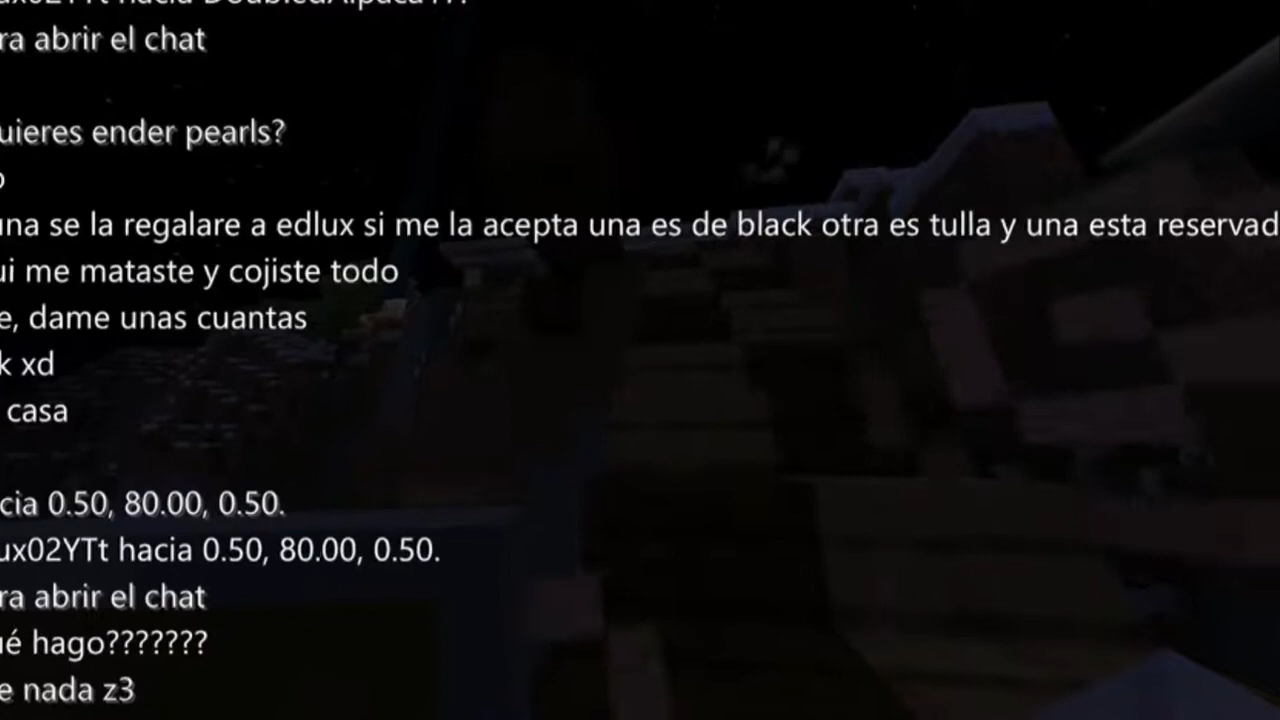 ra abrir el chat
uieres ender pearls?
o
una se la regalare a edlux si me la acepta una es de black otra es tulla y una esta reservad
ui me mataste y cojiste todo
e, dame unas cuantas
k xd
casa
cia 0.50, 80.00, 0.50.
ux02YTt hacia 0.50, 80.00, 0.50.
ra abrir el chat
ué hago???????
e nada z3